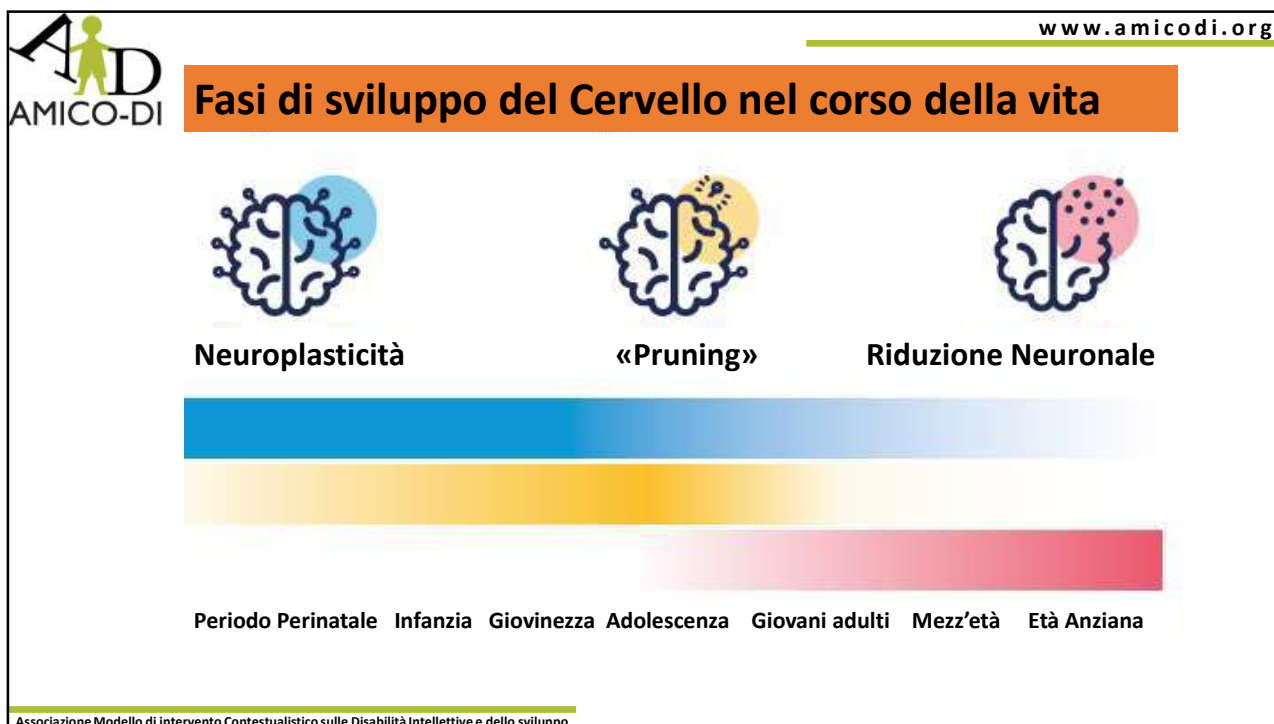 www.amicodi.org
AID
AMICO-DI
Fasi di sviluppo del Cervello nel corso della vita
Neuroplasticità «Pruning» Riduzione Neuronale
Periodo Perinatale Infanzia Giovinezza Adolescenza Giovani adulti Mezz’età Età Anziana
Associazione Modello di intervento Contestualistico sulle Disabilità Intellettive e dello sviluppo